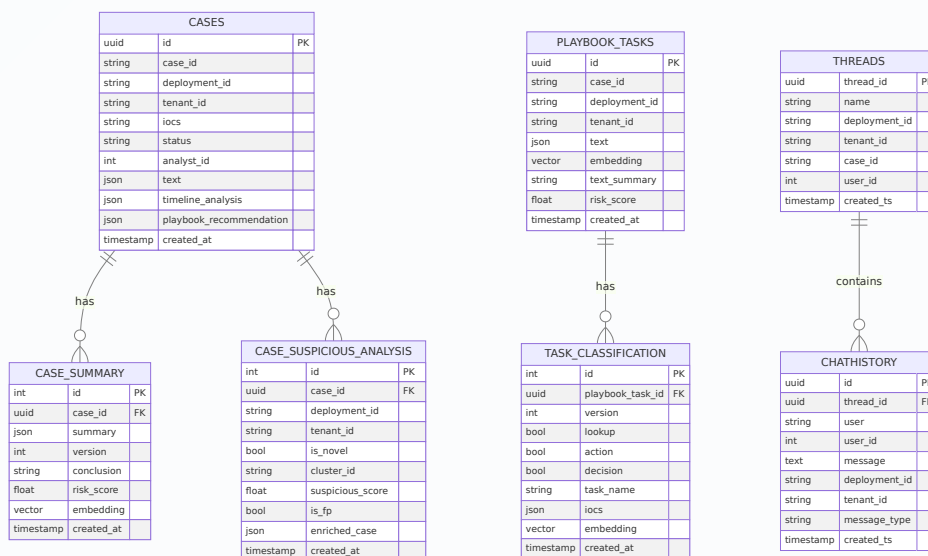 CASES
uuid id PK
string case_id
string deployment_id
string tenant_id
string iocs
string status
int analyst_id
json text
json timeline_analysis
json playbook_recommendation
timestamp created_at
PLAYBOOK_TASKS
uuid id PK
string case_id
string deployment_id
string tenant_id
json text
vector embedding
string text_summary
float risk_score
timestamp created_at
THREADS
uuid thread_id
string name
string deployment_id
string tenant_id
string case_id
int user_id
timestamp created_ts
has
has
has
contains
CASE_SUMMARY
int id PK
uuid case_id FK
json summary
int version
string conclusion
float risk_score
vector embedding
timestamp created_at
CASE_SUSPICIOUS_ANALYSIS
int id PK
uuid case_id FK
string deployment_id
string tenant_id
bool is_novel
string cluster_id
float suspicious_score
bool is_fp
json enriched_case
timestamp created_at
TASK_CLASSIFICATION
int id PK
uuid playbook_task_id FK
int version
bool lookup
bool action
bool decision
string task_name
json iocs
vector embedding
timestamp created_at
CHATHISTORY
uuid id
uuid thread_id
string user
int user_id
text message
string deployment_id
string tenant_id
string message_type
timestamp created_ts